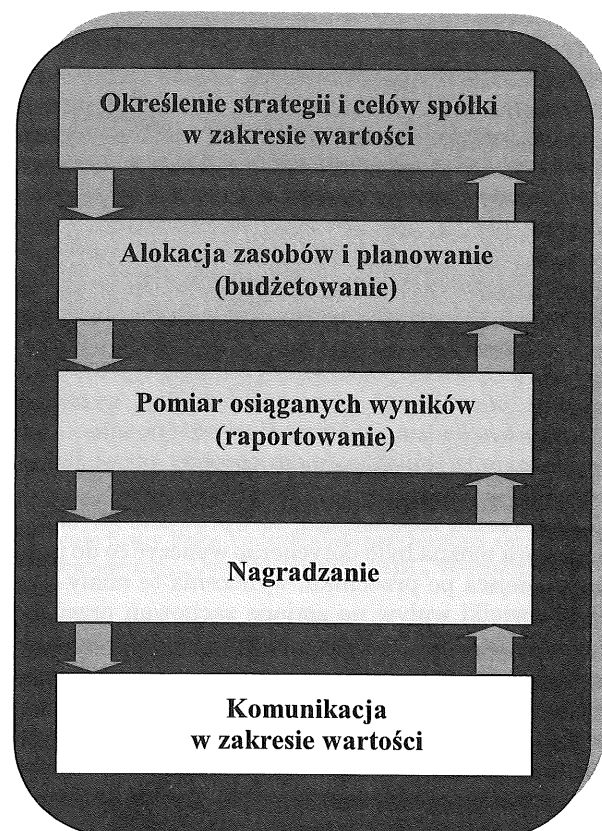 Określenie strategii i celów spółki
w zakresie wartości
Alokacja zasobów i planowanie
(budżetowanie)
Pomiar osiąganych wyników
(raportowanie)
Nagradzanie
Komunikacja
w zakresie wartości